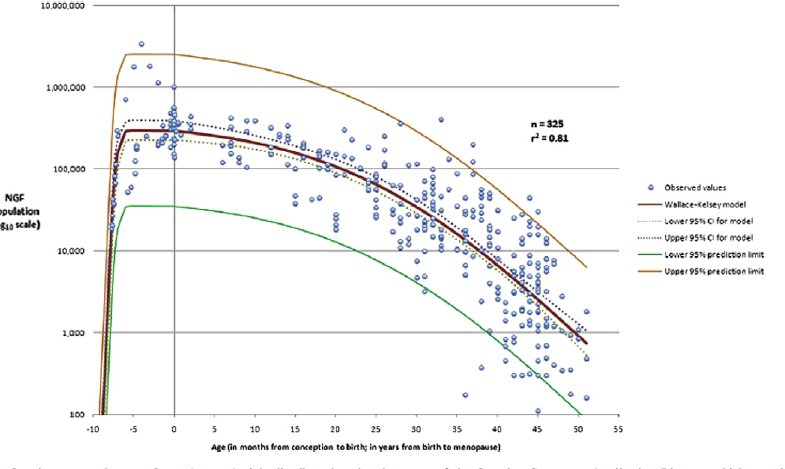 10,000,000
1,000,000
100,000
10,000
1,000
100
NGF
opulation
g10 scale)
n = 325
r2 = 0.81
Observed values
Wallace-Kelsey model
Lower 95% CI for model
Upper 95% CI for model
Lower 95% prediction limit
Upper 95% prediction limit
-10 -5 0 5 10 15 20 25 30 35 40 45 50 55
Age (in months from conception to birth; in years from birth to menopause)